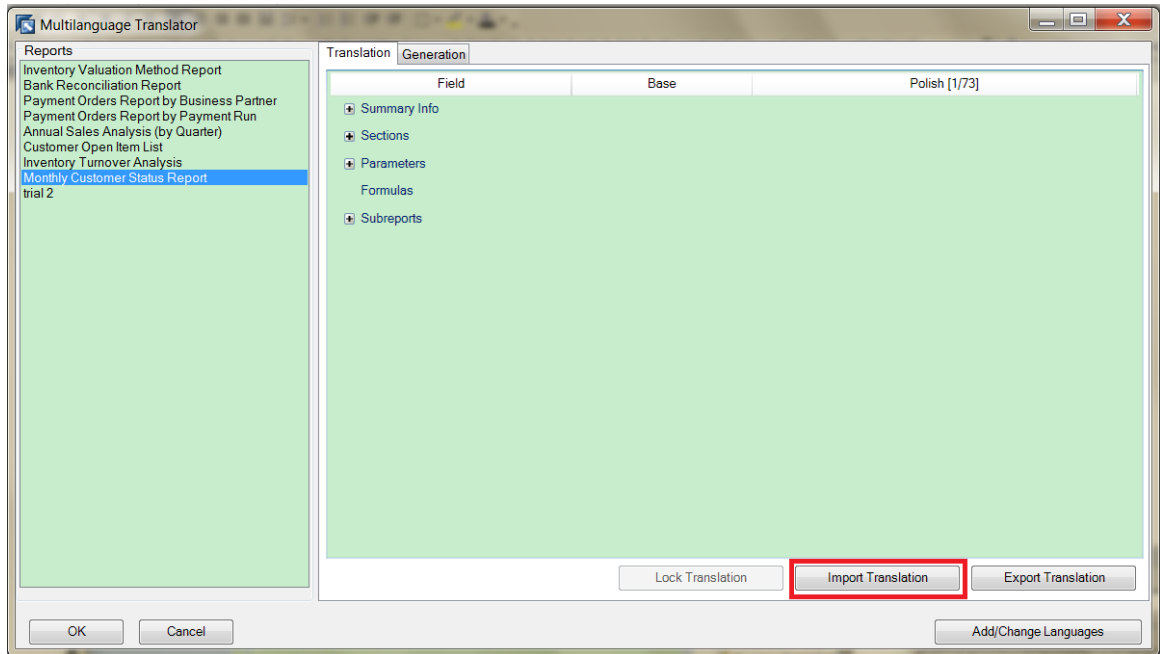 Multilanguage Translator
Reports
Inventory Valuation Method Report
Bank Reconciliation Report
Payment Orders Report by Business Partner
Payment Orders Report by Payment Run
Annual Sales Analysis (by Quarter)
Customer Open Item List
Inventory Turnover Analysis
Monthly Customer Status Report
trial 2
Translation Generation
Field Base Polish [1/73]
Summary Info
Sections
Parameters
Formulas
Subreports
Lock Translation Import Translation Export Translation
OK Cancel Add/Change Languages